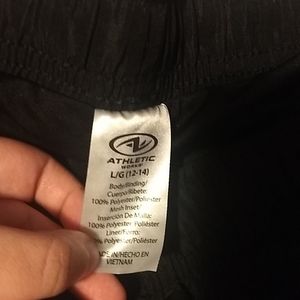 ATHLETIC
WORKS
L/G (12-14)
Body/Binding/
Cuerpo/Ribete:
100% Polyester/Poliéster
Mesh Inset/
Inserción De Malla:
100% Polyester/Poliéster
Liner/Forro:
100% Polyester/Poliéster
MADE IN/HECHO EN
VIETNAM